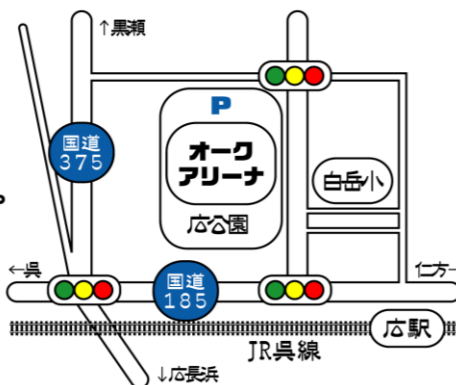 ↑黒瀬
P
国道
375
オーク
アリーナ
白岳小
広公園
←呉
仁方→
国道
185
広駅
JR呉線
↓広長浜